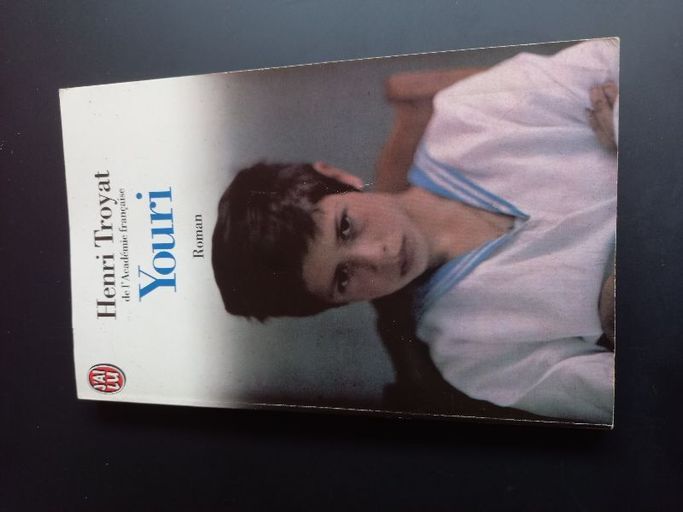 Henri Troyat
de l'Académie française
Youri
Roman
J'AI
LU